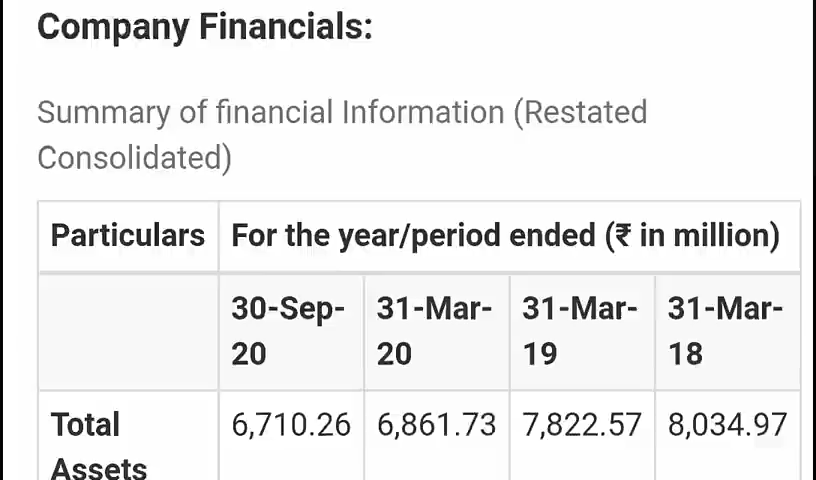 Company Financials:
Summary of financial Information (Restated
Consolidated)
Particulars For the year/period ended (₹ in million)
30-Sep- 31-Mar- 31-Mar- 31-Mar-
20 20 19 18
Total 6,710.26 6,861.73 7,822.57 8,034.97
Assets